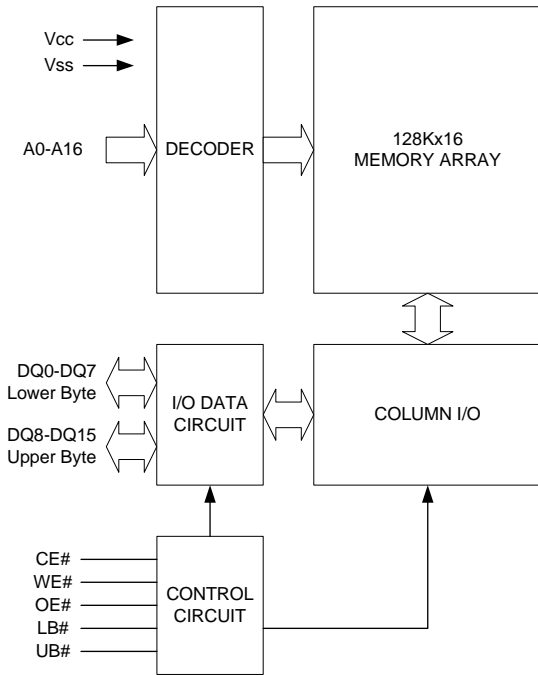 Vcc
Vss
A0-A16
DECODER
128Kx16
MEMORY ARRAY
DQ0-DQ7
Lower Byte
DQ8-DQ15
Upper Byte
I/O DATA
CIRCUIT
COLUMN I/O
CE#
WE#
OE#
LB#
UB#
CONTROL
CIRCUIT